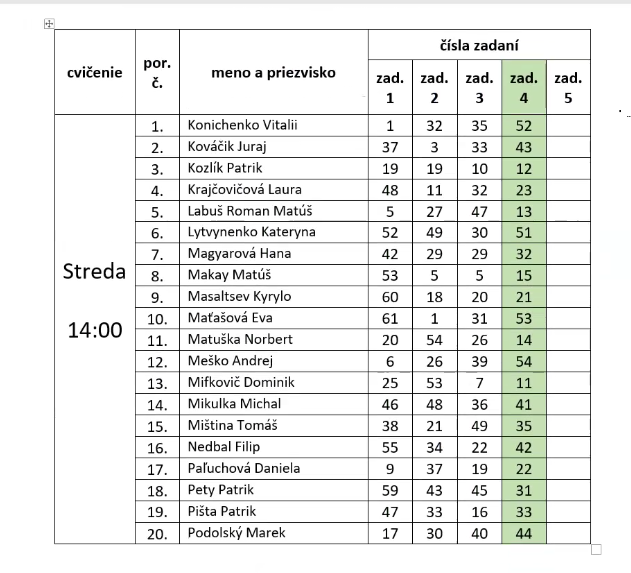 cvičenie por. č. meno a priezvisko čísla zadaní
zad. 1 zad. 2 zad. 3 zad. 4 zad. 5
Streda 14:00
1. Konichenko Vitalii 1 32 35 52
2. Kováčik Juraj 37 3 33 43
3. Kozlík Patrik 19 19 10 12
4. Krajčovičová Laura 48 11 32 23
5. Labuš Roman Matúš 5 27 47 13
6. Lytvynenko Kateryna 52 49 30 51
7. Magyarová Hana 42 29 29 32
8. Makay Matúš 53 5 5 15
9. Masaltsev Kyrylo 60 18 20 21
10. Maťašová Eva 61 1 31 53
11. Matuška Norbert 20 54 26 14
12. Meško Andrej 6 26 39 54
13. Mifkovič Dominik 25 53 7 11
14. Mikulka Michal 46 48 36 41
15. Miština Tomáš 38 21 49 35
16. Nedbal Filip 55 34 22 42
17. Paľuchová Daniela 9 37 19 22
18. Pety Patrik 59 43 45 31
19. Pišta Patrik 47 33 16 33
20. Podolský Marek 17 30 40 44